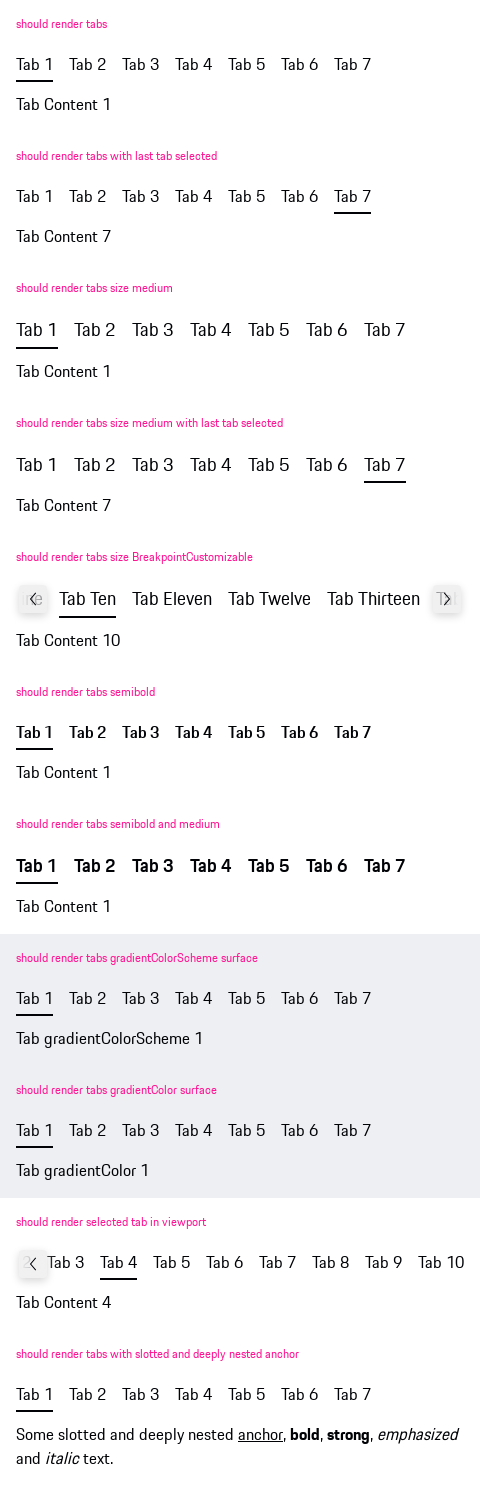 should render tabs
Tab 1 Tab 2 Tab 3 Tab 4 Tab 5 Tab 6 Tab 7
Tab Content 1
should render tabs with last tab selected
Tab 1 Tab 2 Tab 3 Tab 4 Tab 5 Tab 6 Tab 7
Tab Content 7
should render tabs size medium
Tab 1 Tab 2 Tab 3 Tab 4 Tab 5 Tab 6 Tab 7
Tab Content 1
should render tabs size medium with last tab selected
Tab 1 Tab 2 Tab 3 Tab 4 Tab 5 Tab 6 Tab 7
Tab Content 7
should render tabs size BreakpointCustomizable
Tab Ten Tab Eleven Tab Twelve Tab Thirteen
Tab Content 10
should render tabs semibold
Tab 1 Tab 2 Tab 3 Tab 4 Tab 5 Tab 6 Tab 7
Tab Content 1
should render tabs semibold and medium
Tab 1 Tab 2 Tab 3 Tab 4 Tab 5 Tab 6 Tab 7
Tab Content 1
should render tabs gradientColorScheme surface
Tab 1 Tab 2 Tab 3 Tab 4 Tab 5 Tab 6 Tab 7
Tab gradientColorScheme 1
should render tabs gradientColor surface
Tab 1 Tab 2 Tab 3 Tab 4 Tab 5 Tab 6 Tab 7
Tab gradientColor 1
should render selected tab in viewport
2 Tab 3 Tab 4 Tab 5 Tab 6 Tab 7 Tab 8 Tab 9 Tab 10
Tab Content 4
should render tabs with slotted and deeply nested anchor
Tab 1 Tab 2 Tab 3 Tab 4 Tab 5 Tab 6 Tab 7
Some slotted and deeply nested anchor, bold, strong, emphasized
and italic text.